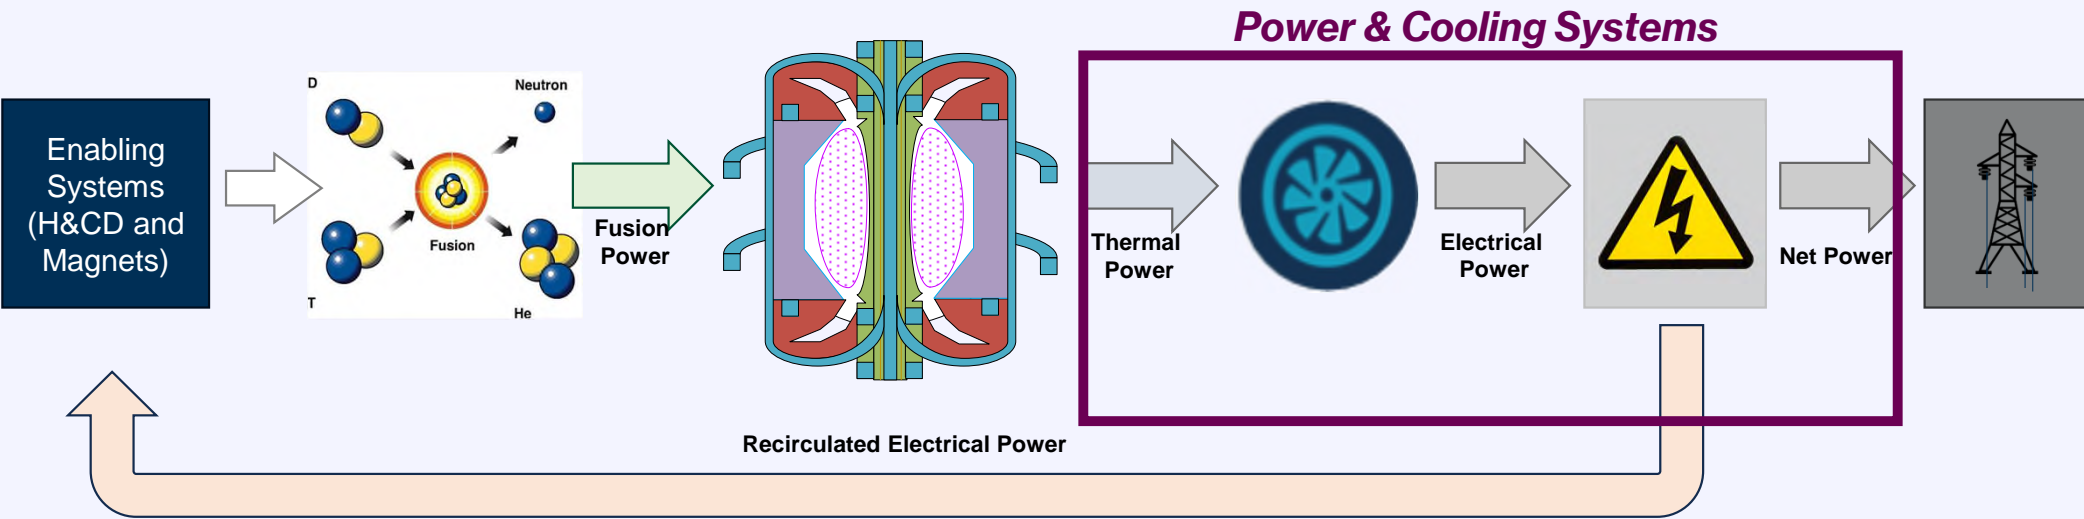 Power & Cooling Systems
Enabling
Systems
(H&CD and
Magnets)
D
Neutron
Fusion
T
He
Fusion
Power
Thermal
Power
Electrical
Power
Net Power
Recirculated Electrical Power